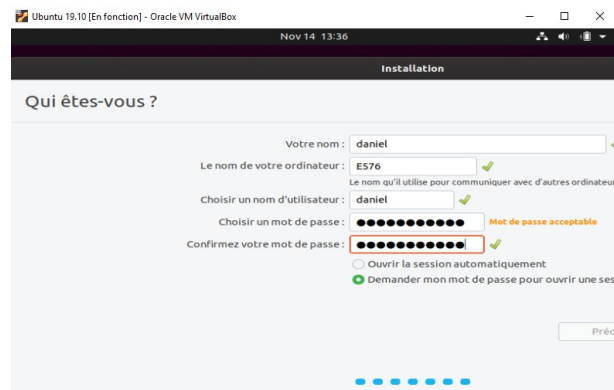 Ubuntu 19.10 [En fonction] - Oracle VM VirtualBox
Nov 14 13:36
Installation
Qui êtes-vous ?
Votre nom : daniel
Le nom de votre ordinateur : E576
Le nom qu'il utilise pour communiquer avec d'autres ordinateur
Choisir un nom d'utilisateur : daniel
Choisir un mot de passe : ●●●●●●●●●●● Mot de passe acceptable
Confirmez votre mot de passe : ●●●●●●●●●●●
Ouvrir la session automatiquement
Demander mon mot de passe pour ouvrir une ses
Préc